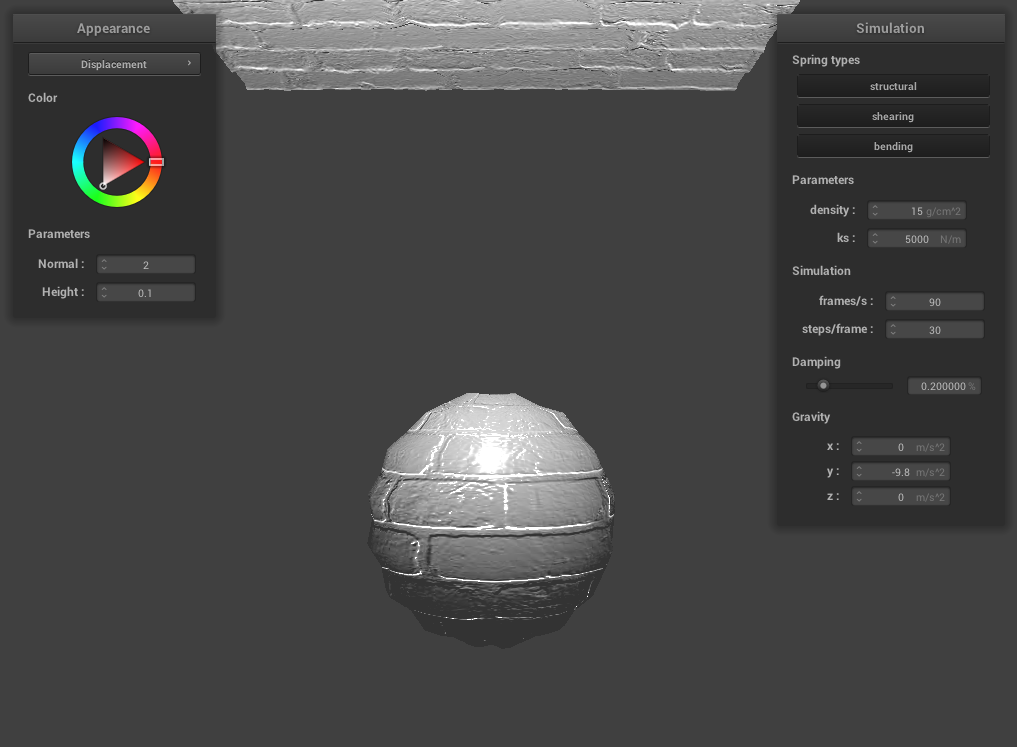 Appearance
Displacement ›
Color
Parameters
Normal : 2
Height : 0.1
Simulation
Spring types
structural
shearing
bending
Parameters
density : 15 g/cm^2
ks : 5000 N/m
Simulation
frames/s : 90
steps/frame : 30
Damping
0.200000 %
Gravity
x : 0 m/s^2
y : -9.8 m/s^2
z : 0 m/s^2